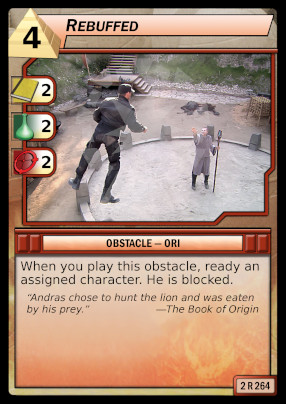 4
REBUFFED
2
2
2
OBSTACLE – ORI
When you play this obstacle, ready an
assigned character. He is blocked.
"Andras chose to hunt the lion and was eaten
by his prey." —The Book of Origin
2 R 264